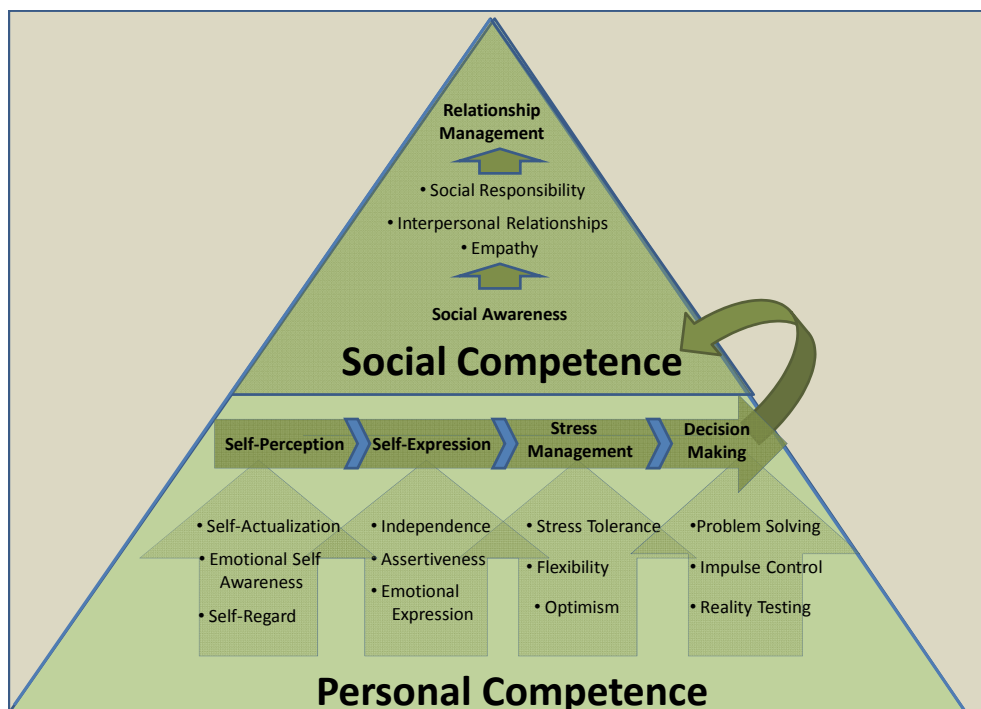 Relationship
Management
• Social Responsibility
• Interpersonal Relationships
• Empathy
Social Awareness
Social Competence
Self-Perception
Self-Expression
Stress
Management
Decision
Making
• Self-Actualization
• Emotional Self
Awareness
• Self-Regard
• Independence
• Assertiveness
• Emotional
Expression
• Stress Tolerance
• Flexibility
• Optimism
• Problem Solving
• Impulse Control
• Reality Testing
Personal Competence